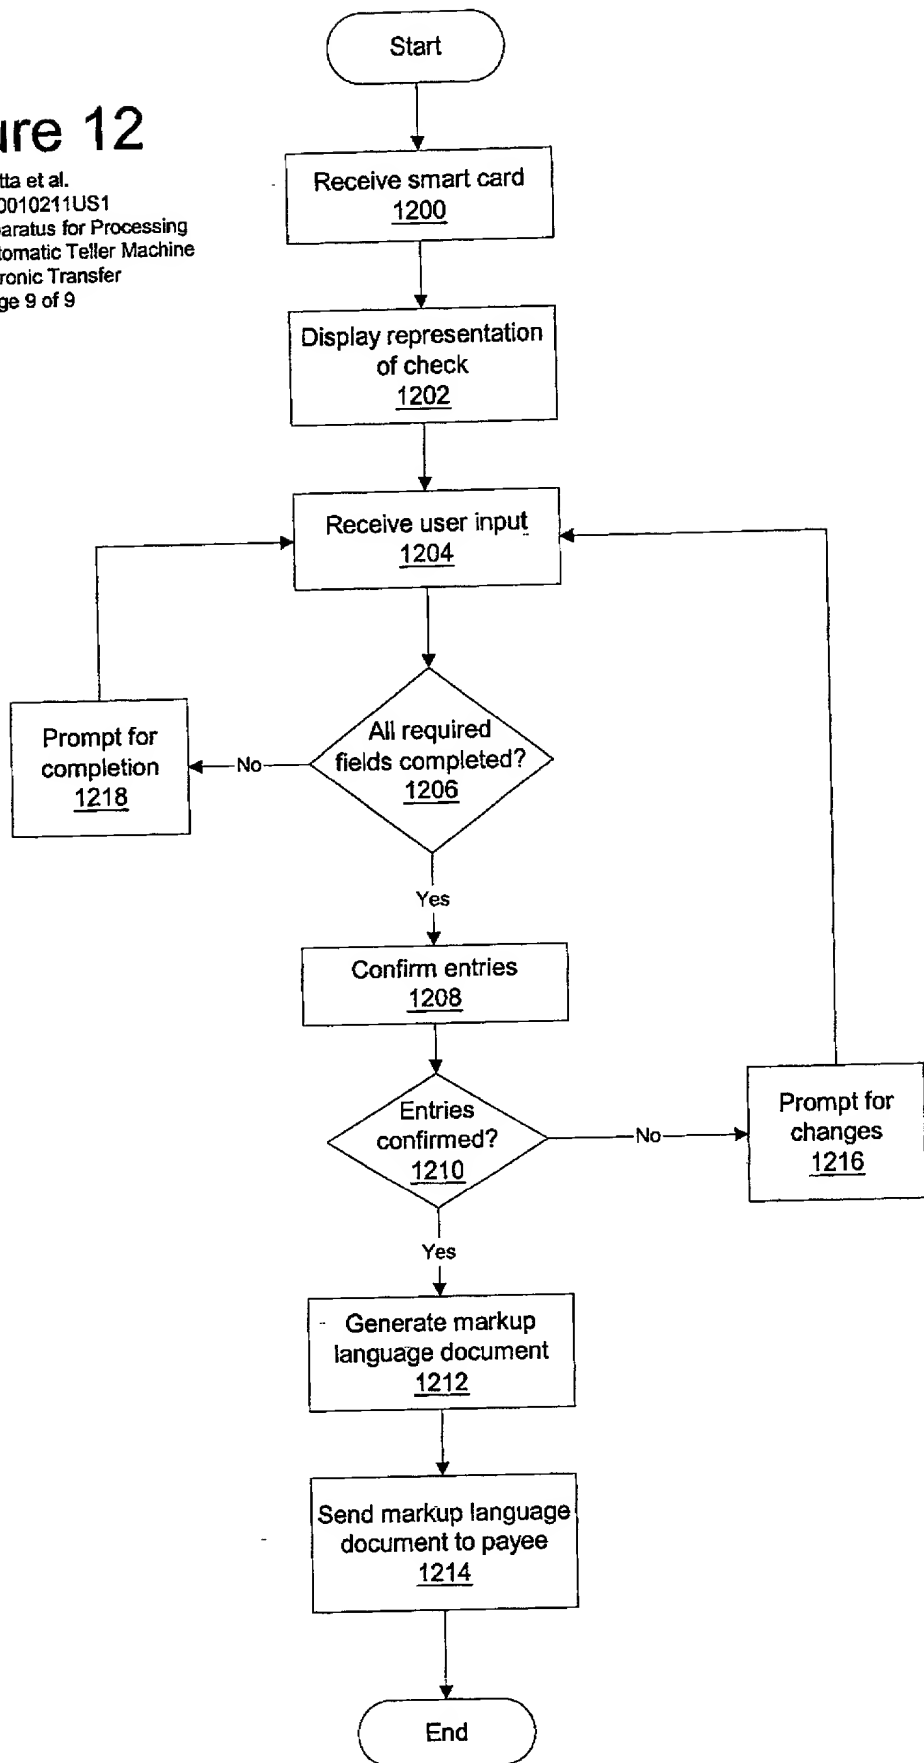 Start
ure 12
tta et al.
0010211US1
aratus for Processing
tomatic Teller Machine
ronic Transfer
ge 9 of 9
Receive smart card
1200
Display representation
of check
1202
Receive user input
1204
All required
fields completed?
1206
No
Prompt for
completion
1218
Yes
Confirm entries
1208
Entries
confirmed?
1210
No
Prompt for
changes
1216
Yes
Generate markup
language document
1212
Send markup language
document to payee
1214
End